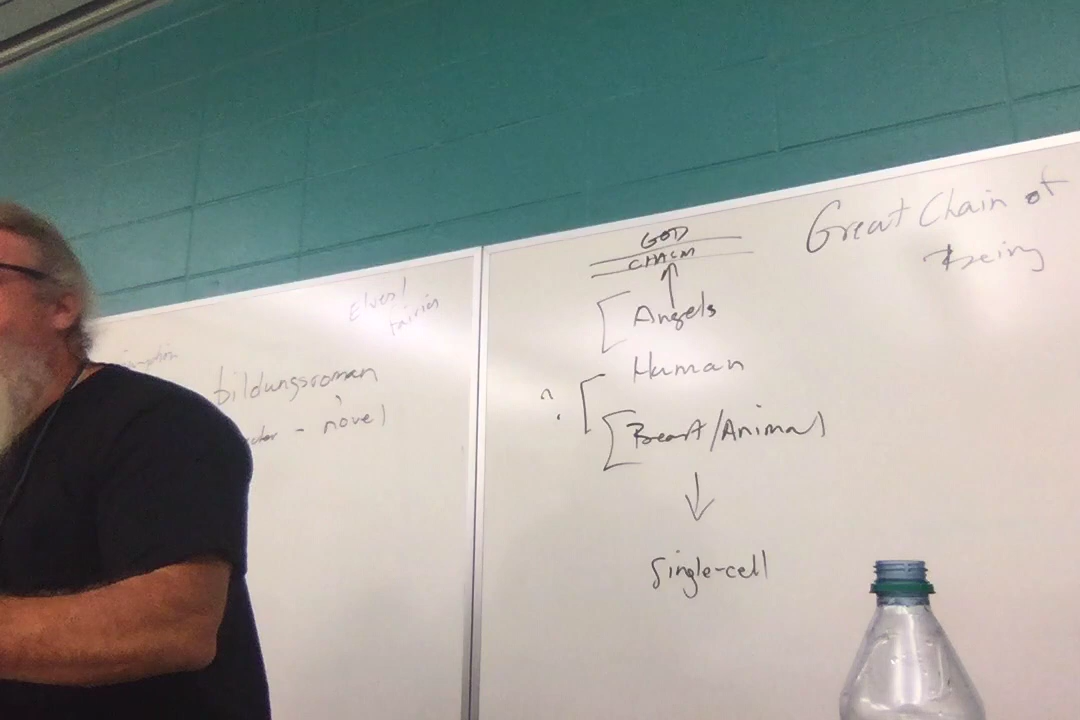 Elves/
fairies
bildungsroman
- novel
GOD
CHASM
Angels
Human
?
Beast/Animal
Single-cell
Great Chain of
Being